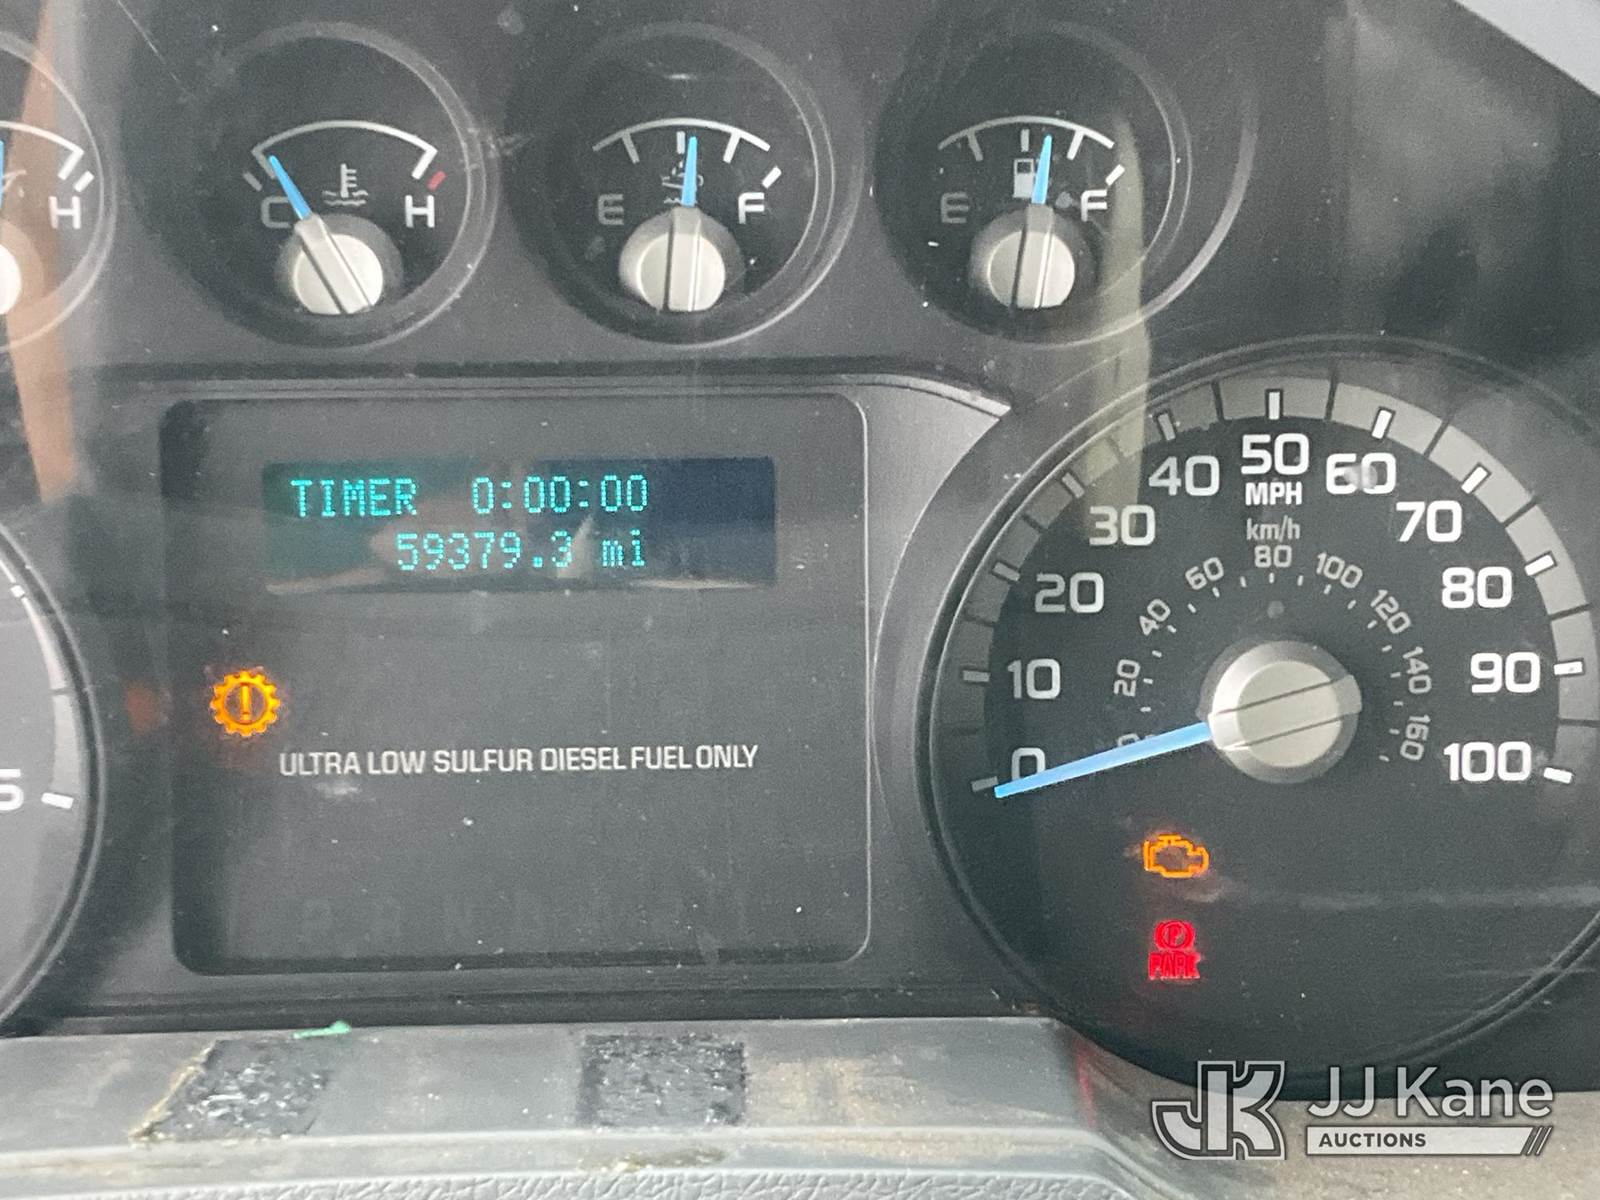 H
C H
E F
E F
TIMER 0:00:00
59379.3 mi
ULTRA LOW SULFUR DIESEL FUEL ONLY
5
0 10 20 30 40 50 60 70 80 90 100
MPH
km/h
20 40 60 80 100 120 140 160
P
PARK
JK JJ Kane
AUCTIONS